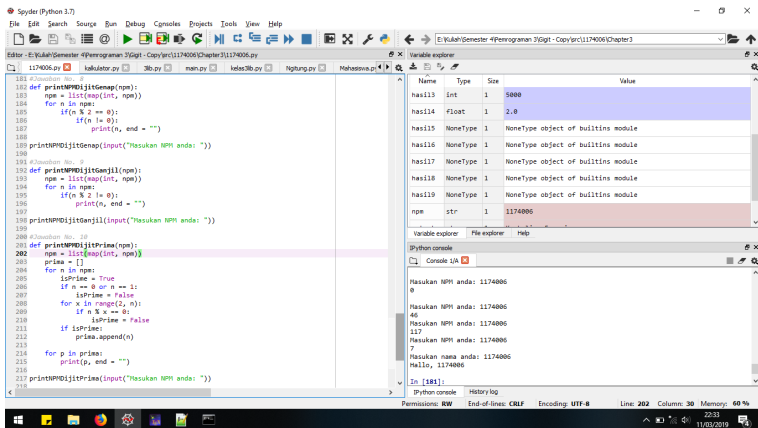 Spyder (Python 3.7)
File Edit Search Source Run Debug Consoles Projects Tools View Help
E:\Kuliah\Semester 4\Pemrograman 3\Gigit - Copy\src\1174006\Chapter3
Editor - E:\Kuliah\Semester 4\Pemrograman 3\Gigit - Copy\src\1174006\Chapter3\1174006.py
1174006.py kalkulator.py 3lib.py main.py kelas3lib.py Ngitung.py Mahasiswa.py
181 #Jawaban No. 8
182 def printNPMDijitGenap(npm):
183 npm = list(map(int, npm))
184 for n in npm:
185 if(n % 2 == 0):
186 if(n != 0):
187 print(n, end = "")
188
189 printNPMDijitGenap(input("Masukan NPM anda: "))
190
191 #Jawaban No. 9
192 def printNPMDijitGanjil(npm):
193 npm = list(map(int, npm))
194 for n in npm:
195 if(n % 2 != 0):
196 print(n, end = "")
197
198 printNPMDijitGanjil(input("Masukan NPM anda: "))
199
200 #Jawaban No. 10
201 def printNPMDijitPrima(npm):
202 npm = list(map(int, npm))
203 prima = []
204 for n in npm:
205 isPrime = True
206 if n == 0 or n == 1:
207 isPrime = False
208 for x in range(2, n):
209 if n % x == 0:
210 isPrime = False
211 if isPrime:
212 prima.append(n)
213
214 for p in prima:
215 print(p, end = "")
216
217 printNPMDijitPrima(input("Masukan NPM anda: "))
218
Variable explorer
Name Type Size Value
hasil3 int 1 5000
hasil4 float 1 2.0
hasil5 NoneType 1 NoneType object of builtins module
hasil6 NoneType 1 NoneType object of builtins module
hasil7 NoneType 1 NoneType object of builtins module
hasil8 NoneType 1 NoneType object of builtins module
hasil9 NoneType 1 NoneType object of builtins module
npm str 1 1174006
Variable explorer File explorer Help
IPython console
Console 1/A
Masukan NPM anda: 1174006
0
Masukan NPM anda: 1174006
46
Masukan NPM anda: 1174006
117
Masukan NPM anda: 1174006
7
Masukan nama anda: 1174006
Hallo, 1174006
In [181]:
IPython console History log
Permissions: RW End-of-lines: CRLF Encoding: UTF-8 Line: 202 Column: 30 Memory: 60 %
22:33
11/03/2019